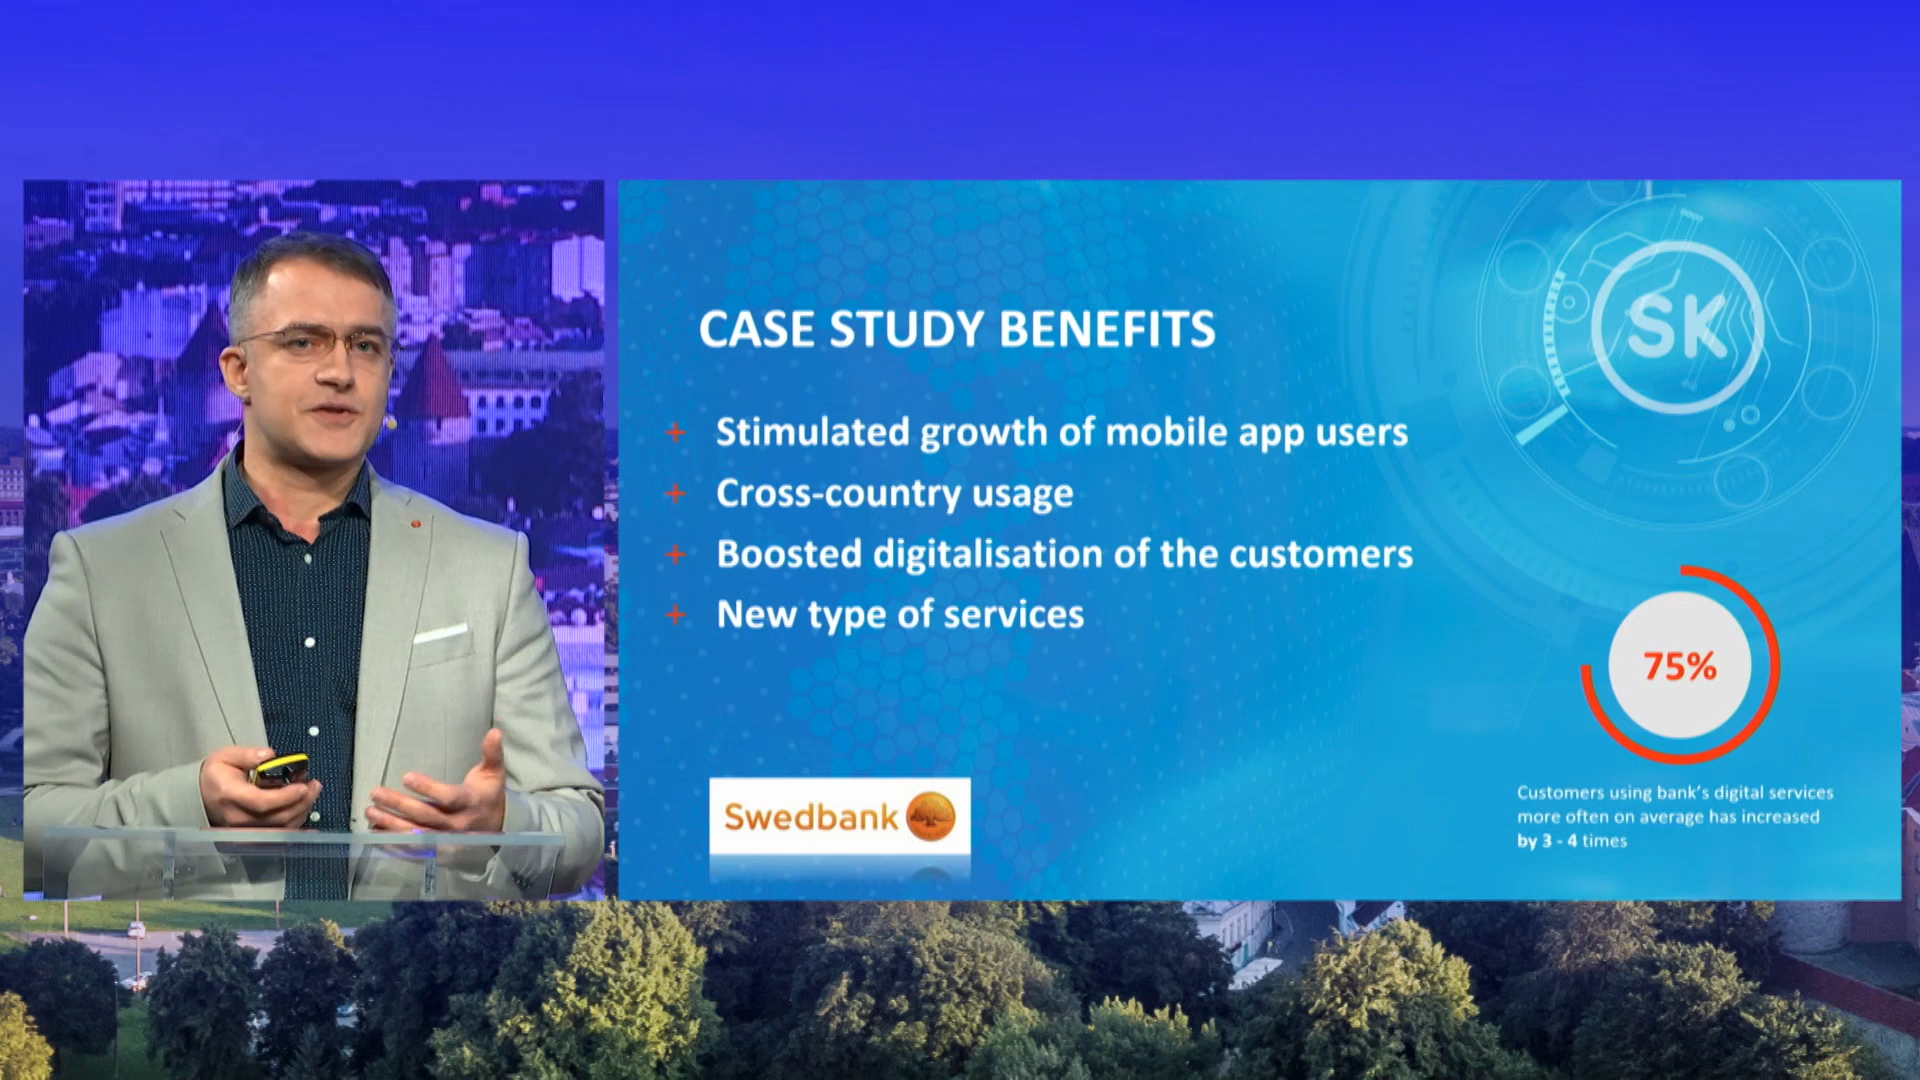 CASE STUDY BENEFITS
SK
+ Stimulated growth of mobile app users
+ Cross-country usage
+ Boosted digitalisation of the customers
+ New type of services
75%
Swedbank
Customers using bank's digital services
more often on average has increased
by 3 - 4 times